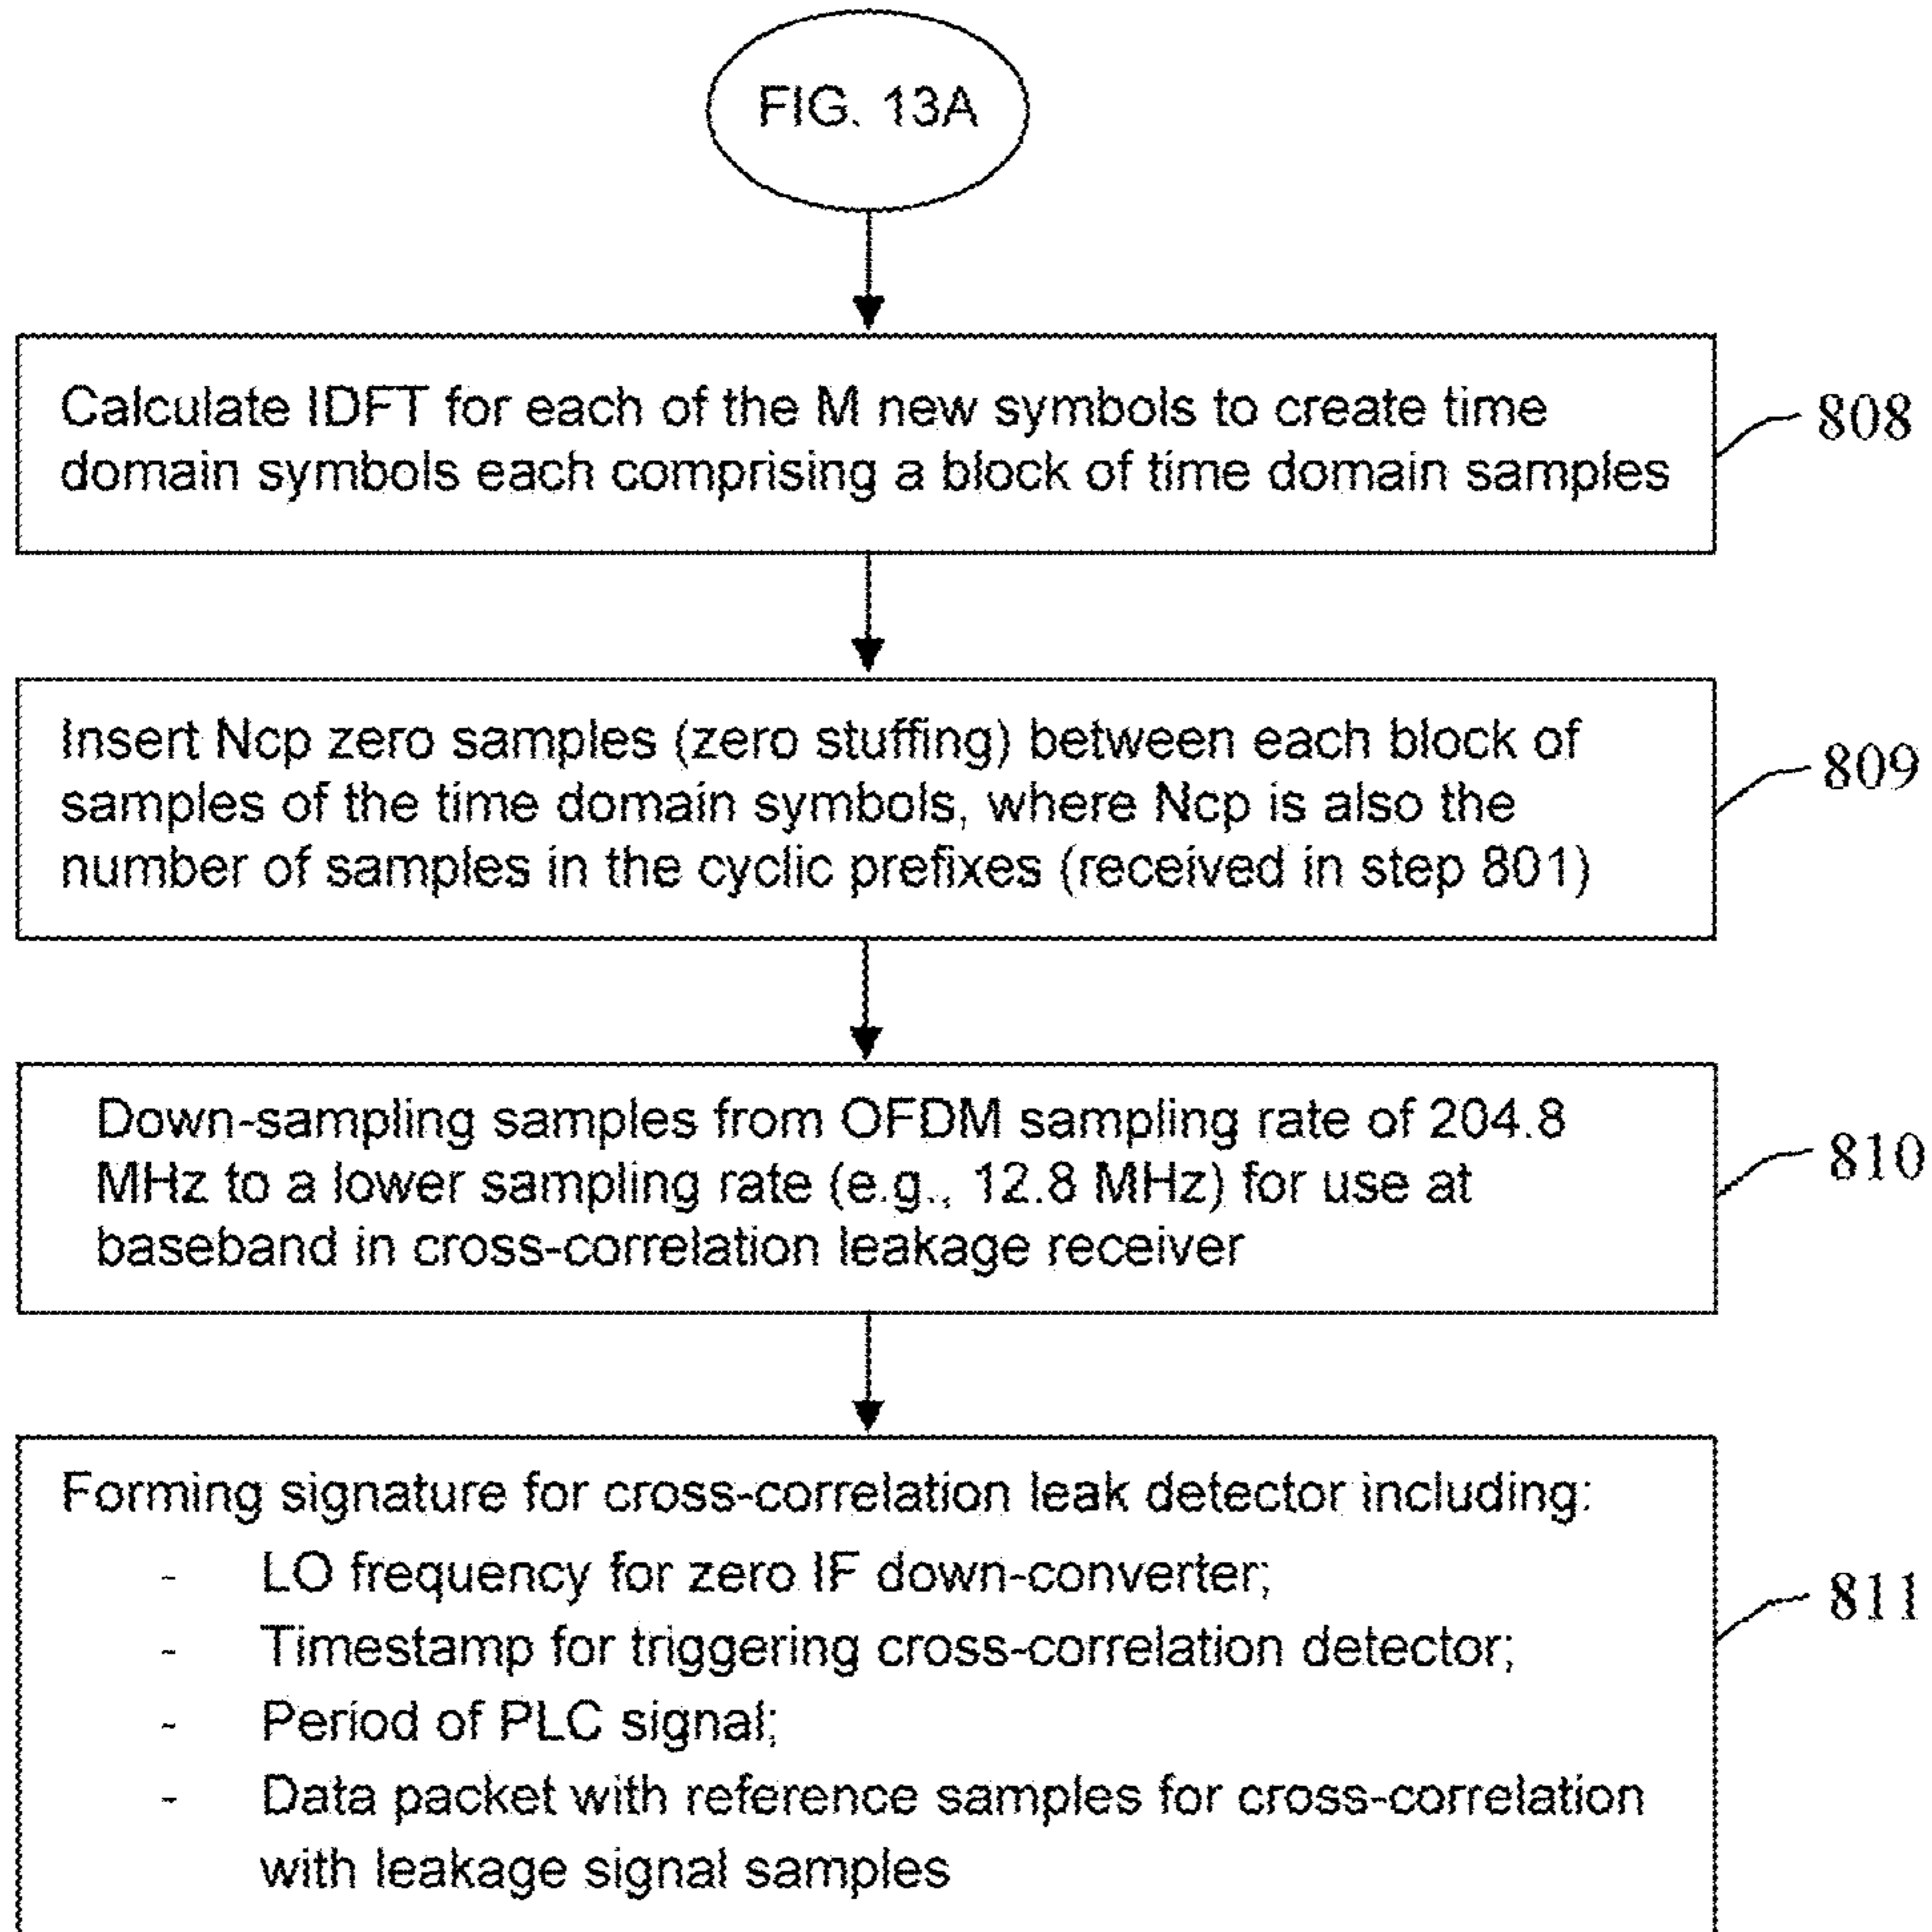 FIG. 13A
Calculate IDFT for each of the M new symbols to create time
domain symbols each comprising a block of time domain samples
808
Insert Ncp zero samples (zero stuffing) between each block of
samples of the time domain symbols, where Ncp is also the
number of samples in the cyclic prefixes (received in step 801)
809
Down-sampling samples from OFDM sampling rate of 204.8
MHz to a lower sampling rate (e.g., 12.8 MHz) for use at
baseband in cross-correlation leakage receiver
810
Forming signature for cross-correlation leak detector including:
- LO frequency for zero IF down-converter;
- Timestamp for triggering cross-correlation detector;
- Period of PLC signal;
- Data packet with reference samples for cross-correlation
with leakage signal samples
811